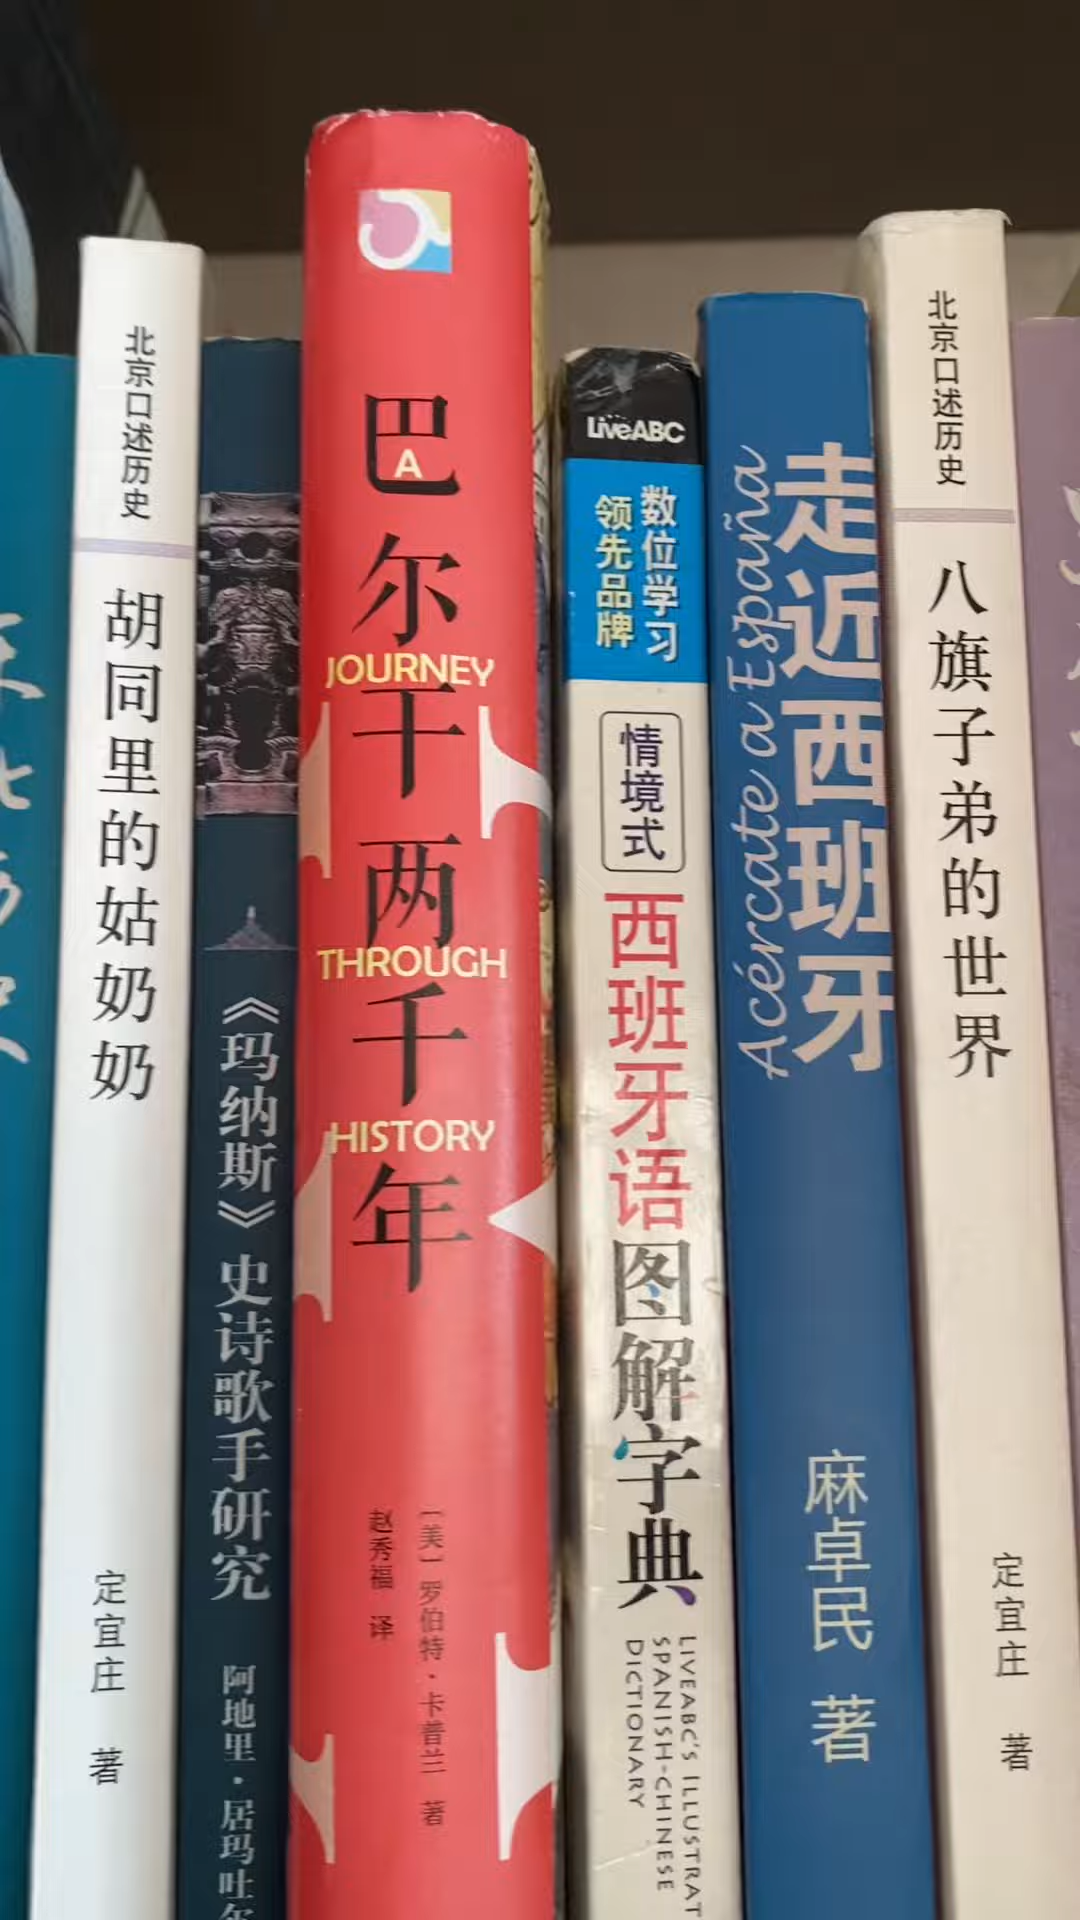 北京口述历史
胡同里的姑奶奶
定宜庄 著
《玛纳斯》史诗歌手研究
阿地里·居玛吐尔
巴尔干两千年
A
JOURNEY
THROUGH
HISTORY
[美]罗伯特·卡普兰 著
赵秀福 译
LiveABC
数位学习
领先品牌
情境式
西班牙语图解字典
LIVEABC'S ILLUSTRAT
SPANISH-CHINESE
DICTIONARY
走近西班牙
Acércate a España
麻卓民 著
北京口述历史
八旗子弟的世界
定宜庄 著